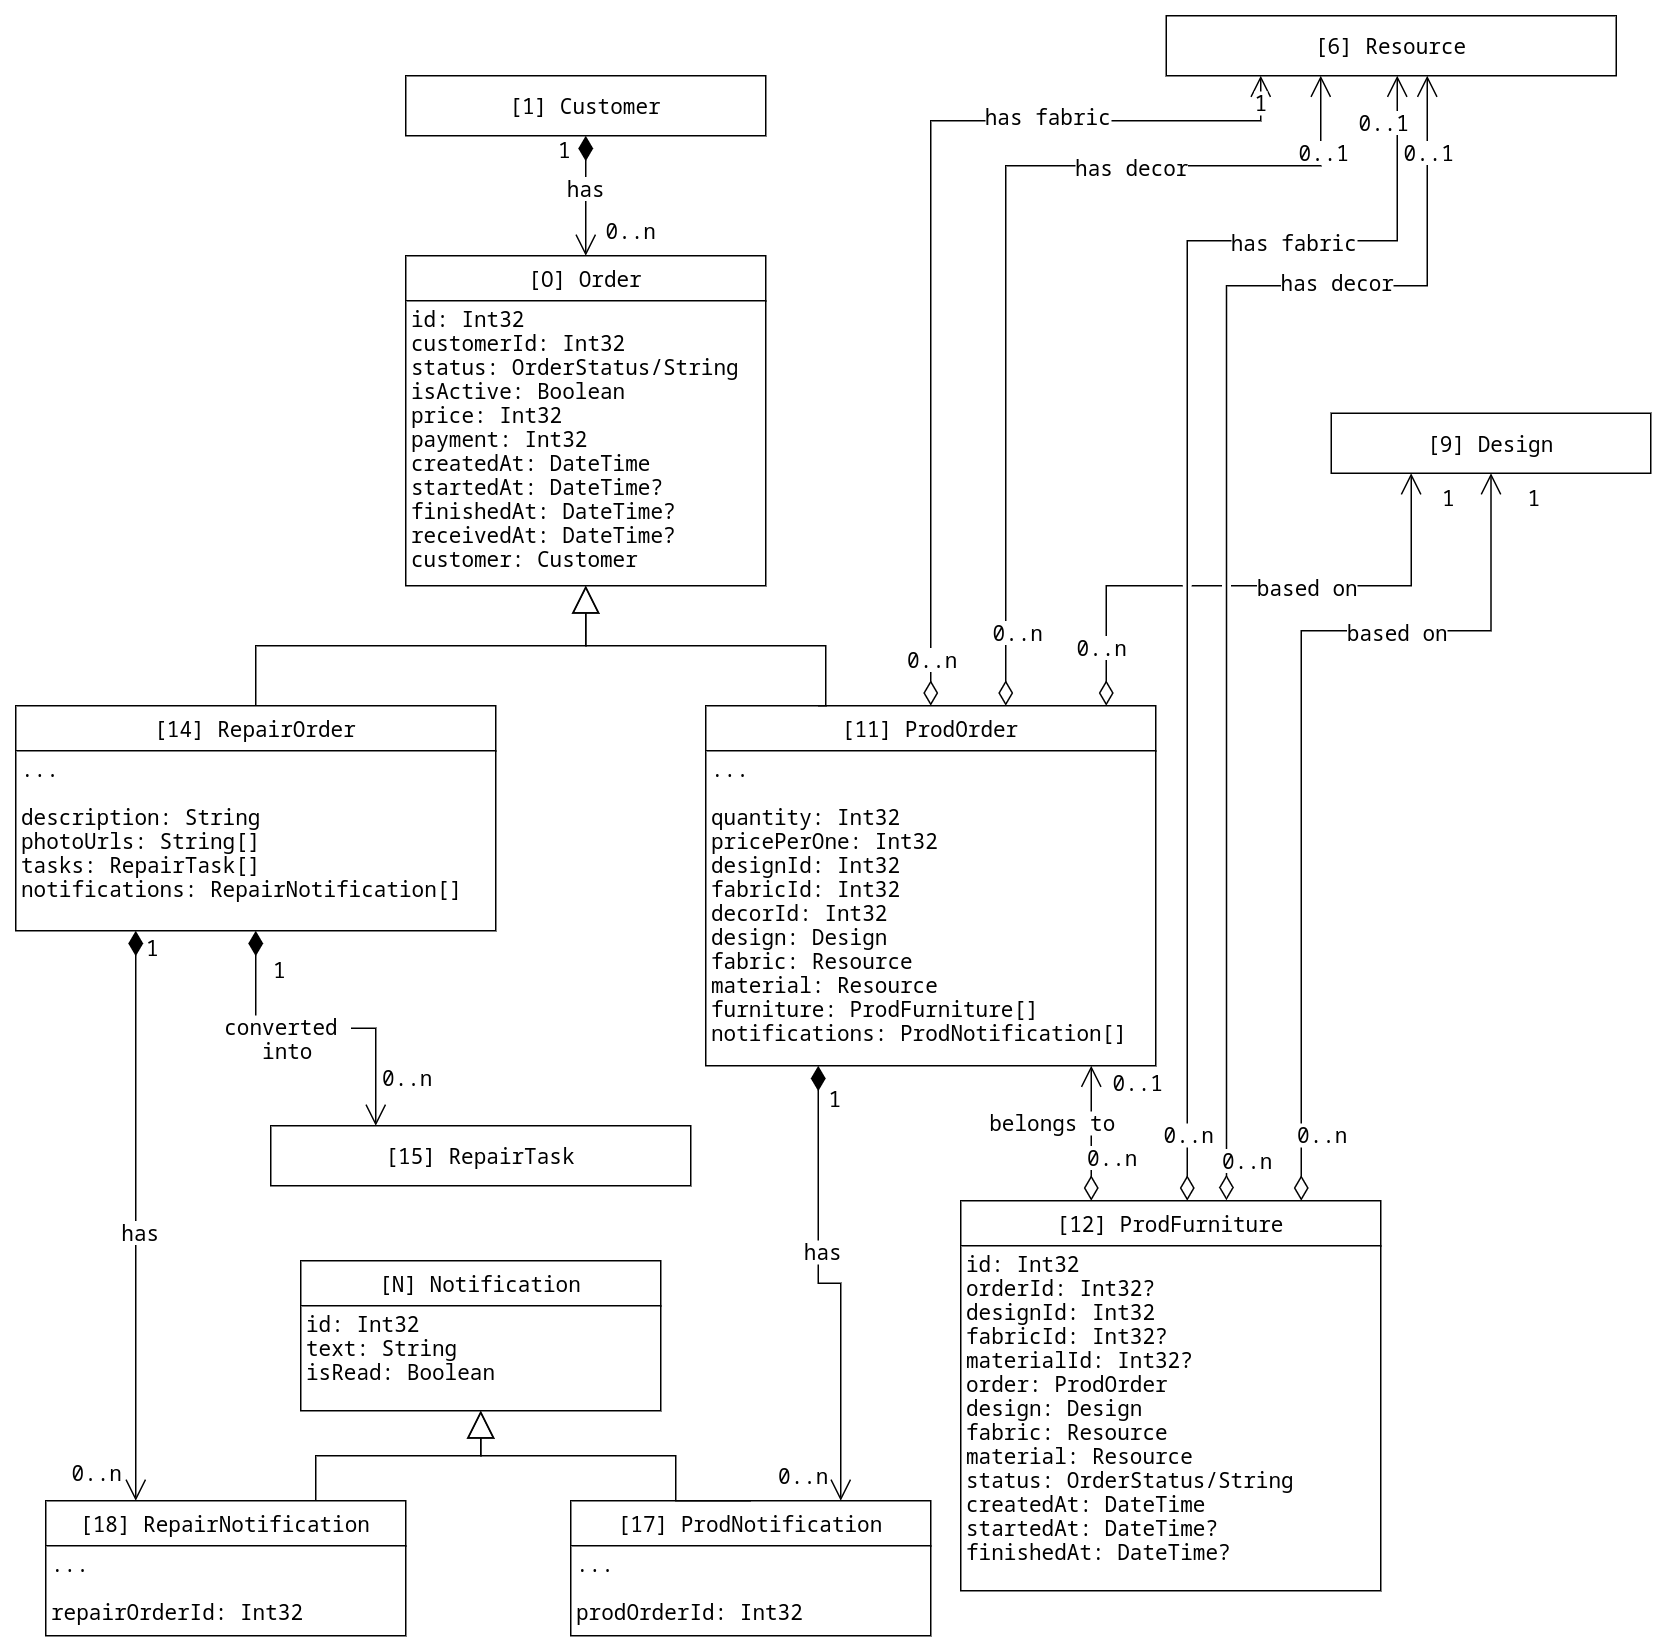 [6] Resource
[1] Customer
1
has
0..n
1
has fabric
0..1
has decor
0..1
0..1
has fabric
has decor
[O] Order
id: Int32
customerId: Int32
status: OrderStatus/String
isActive: Boolean
price: Int32
payment: Int32
createdAt: DateTime
startedAt: DateTime?
finishedAt: DateTime?
receivedAt: DateTime?
customer: Customer
[9] Design
1
1
based on
based on
0..n
0..n
0..n
[14] RepairOrder
...
description: String
photoUrls: String[]
tasks: RepairTask[]
notifications: RepairNotification[]
[11] ProdOrder
...
quantity: Int32
pricePerOne: Int32
designId: Int32
fabricId: Int32
decorId: Int32
design: Design
fabric: Resource
material: Resource
furniture: ProdFurniture[]
notifications: ProdNotification[]
1
1
converted
into
0..n
[15] RepairTask
has
1
has
0..1
belongs to
0..n
0..n
0..n
0..n
[12] ProdFurniture
id: Int32
orderId: Int32?
designId: Int32
fabricId: Int32?
materialId: Int32?
order: ProdOrder
design: Design
fabric: Resource
material: Resource
status: OrderStatus/String
createdAt: DateTime
startedAt: DateTime?
finishedAt: DateTime?
[N] Notification
id: Int32
text: String
isRead: Boolean
0..n
0..n
[18] RepairNotification
...
repairOrderId: Int32
[17] ProdNotification
...
prodOrderId: Int32